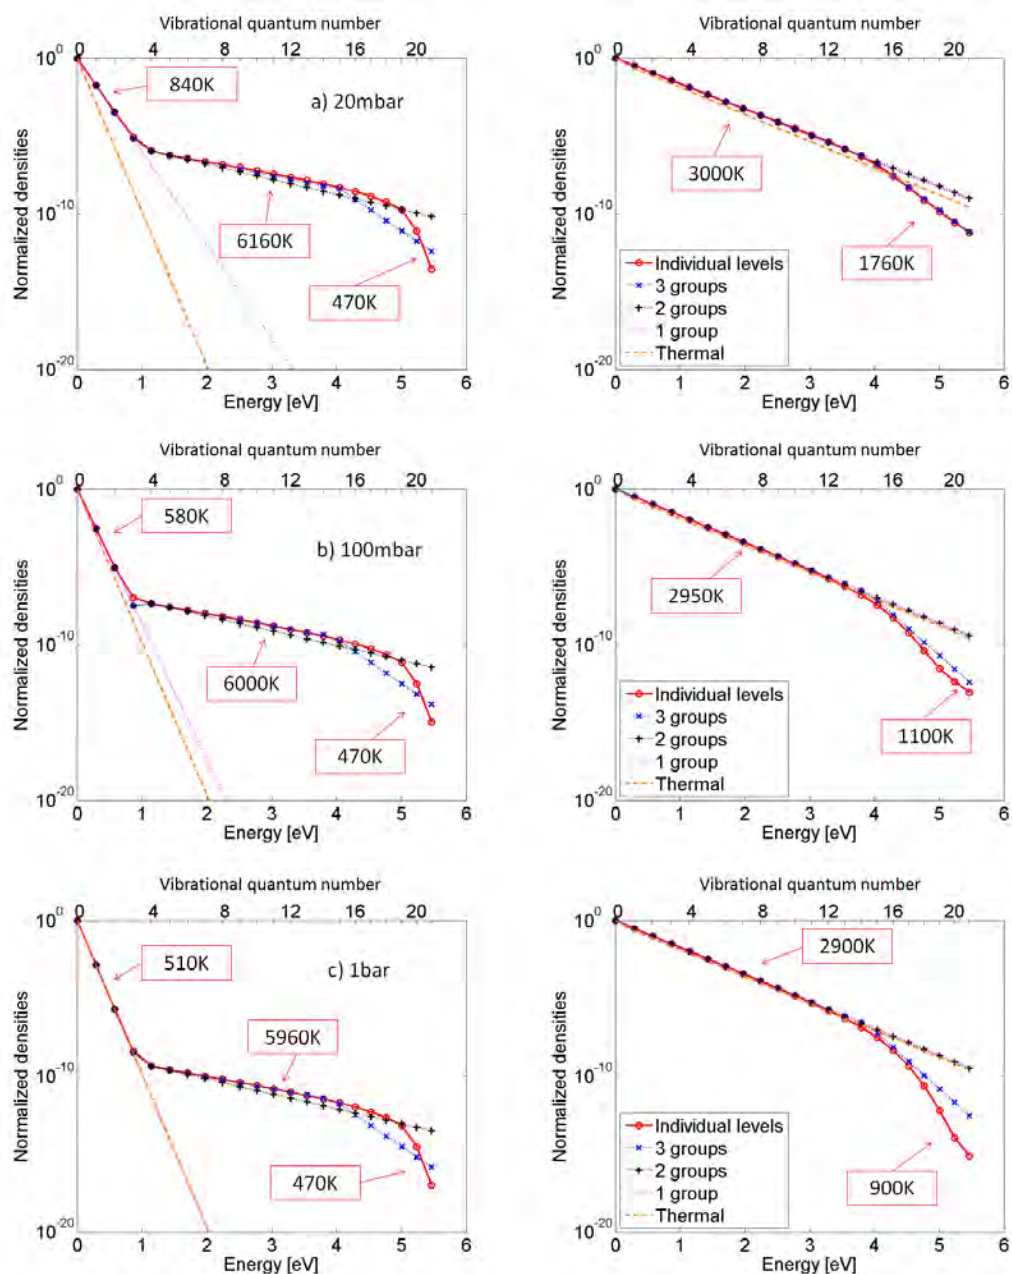 Vibrational quantum number
0 4 8 12 16 20
10^0
10^-10
10^-20
Normalized densities
840K
a) 20mbar
6160K
470K
0 1 2 3 4 5 6
Energy [eV]
Vibrational quantum number
0 4 8 12 16 20
10^0
10^-10
10^-20
Normalized densities
3000K
1760K
Individual levels
3 groups
2 groups
1 group
Thermal
0 1 2 3 4 5 6
Energy [eV]
Vibrational quantum number
0 4 8 12 16 20
10^0
10^-10
10^-20
Normalized densities
580K
b) 100mbar
6000K
470K
0 1 2 3 4 5 6
Energy [eV]
Vibrational quantum number
0 4 8 12 16 20
10^0
10^-10
10^-20
Normalized densities
2950K
1100K
Individual levels
3 groups
2 groups
1 group
Thermal
0 1 2 3 4 5 6
Energy [eV]
Vibrational quantum number
0 4 8 12 16 20
10^0
10^-10
10^-20
Normalized densities
510K
c) 1bar
5960K
470K
0 1 2 3 4 5 6
Energy [eV]
Vibrational quantum number
0 4 8 12 16 20
10^0
10^-10
10^-20
Normalized densities
2900K
900K
Individual levels
3 groups
2 groups
1 group
Thermal
0 1 2 3 4 5 6
Energy [eV]